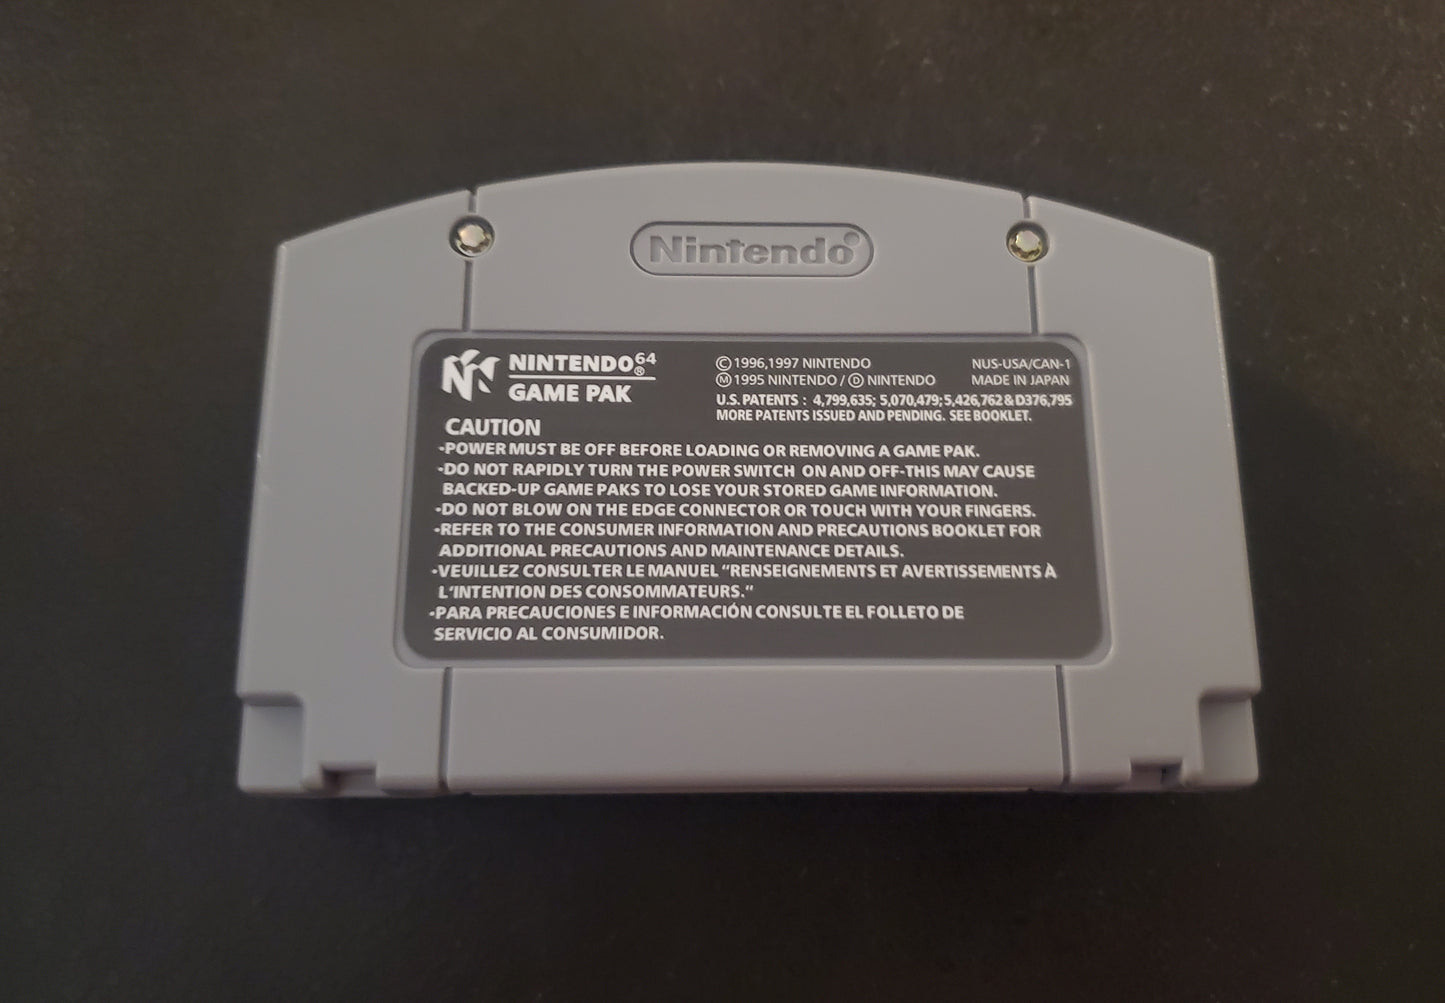 Nintendo
NINTENDO64®
GAME PAK
©1996,1997 NINTENDO
Ⓜ1995 NINTENDO / Ⓓ NINTENDO
NUS-USA/CAN-1
MADE IN JAPAN
U.S. PATENTS : 4,799,635; 5,070,479; 5,426,762 & D376,795
MORE PATENTS ISSUED AND PENDING. SEE BOOKLET.
CAUTION
·POWER MUST BE OFF BEFORE LOADING OR REMOVING A GAME PAK.
·DO NOT RAPIDLY TURN THE POWER SWITCH ON AND OFF-THIS MAY CAUSE
BACKED-UP GAME PAKS TO LOSE YOUR STORED GAME INFORMATION.
·DO NOT BLOW ON THE EDGE CONNECTOR OR TOUCH WITH YOUR FINGERS.
·REFER TO THE CONSUMER INFORMATION AND PRECAUTIONS BOOKLET FOR
ADDITIONAL PRECAUTIONS AND MAINTENANCE DETAILS.
·VEUILLEZ CONSULTER LE MANUEL "RENSEIGNEMENTS ET AVERTISSEMENTS À
L'INTENTION DES CONSOMMATEURS."
·PARA PRECAUCIONES E INFORMACIÓN CONSULTE EL FOLLETO DE
SERVICIO AL CONSUMIDOR.